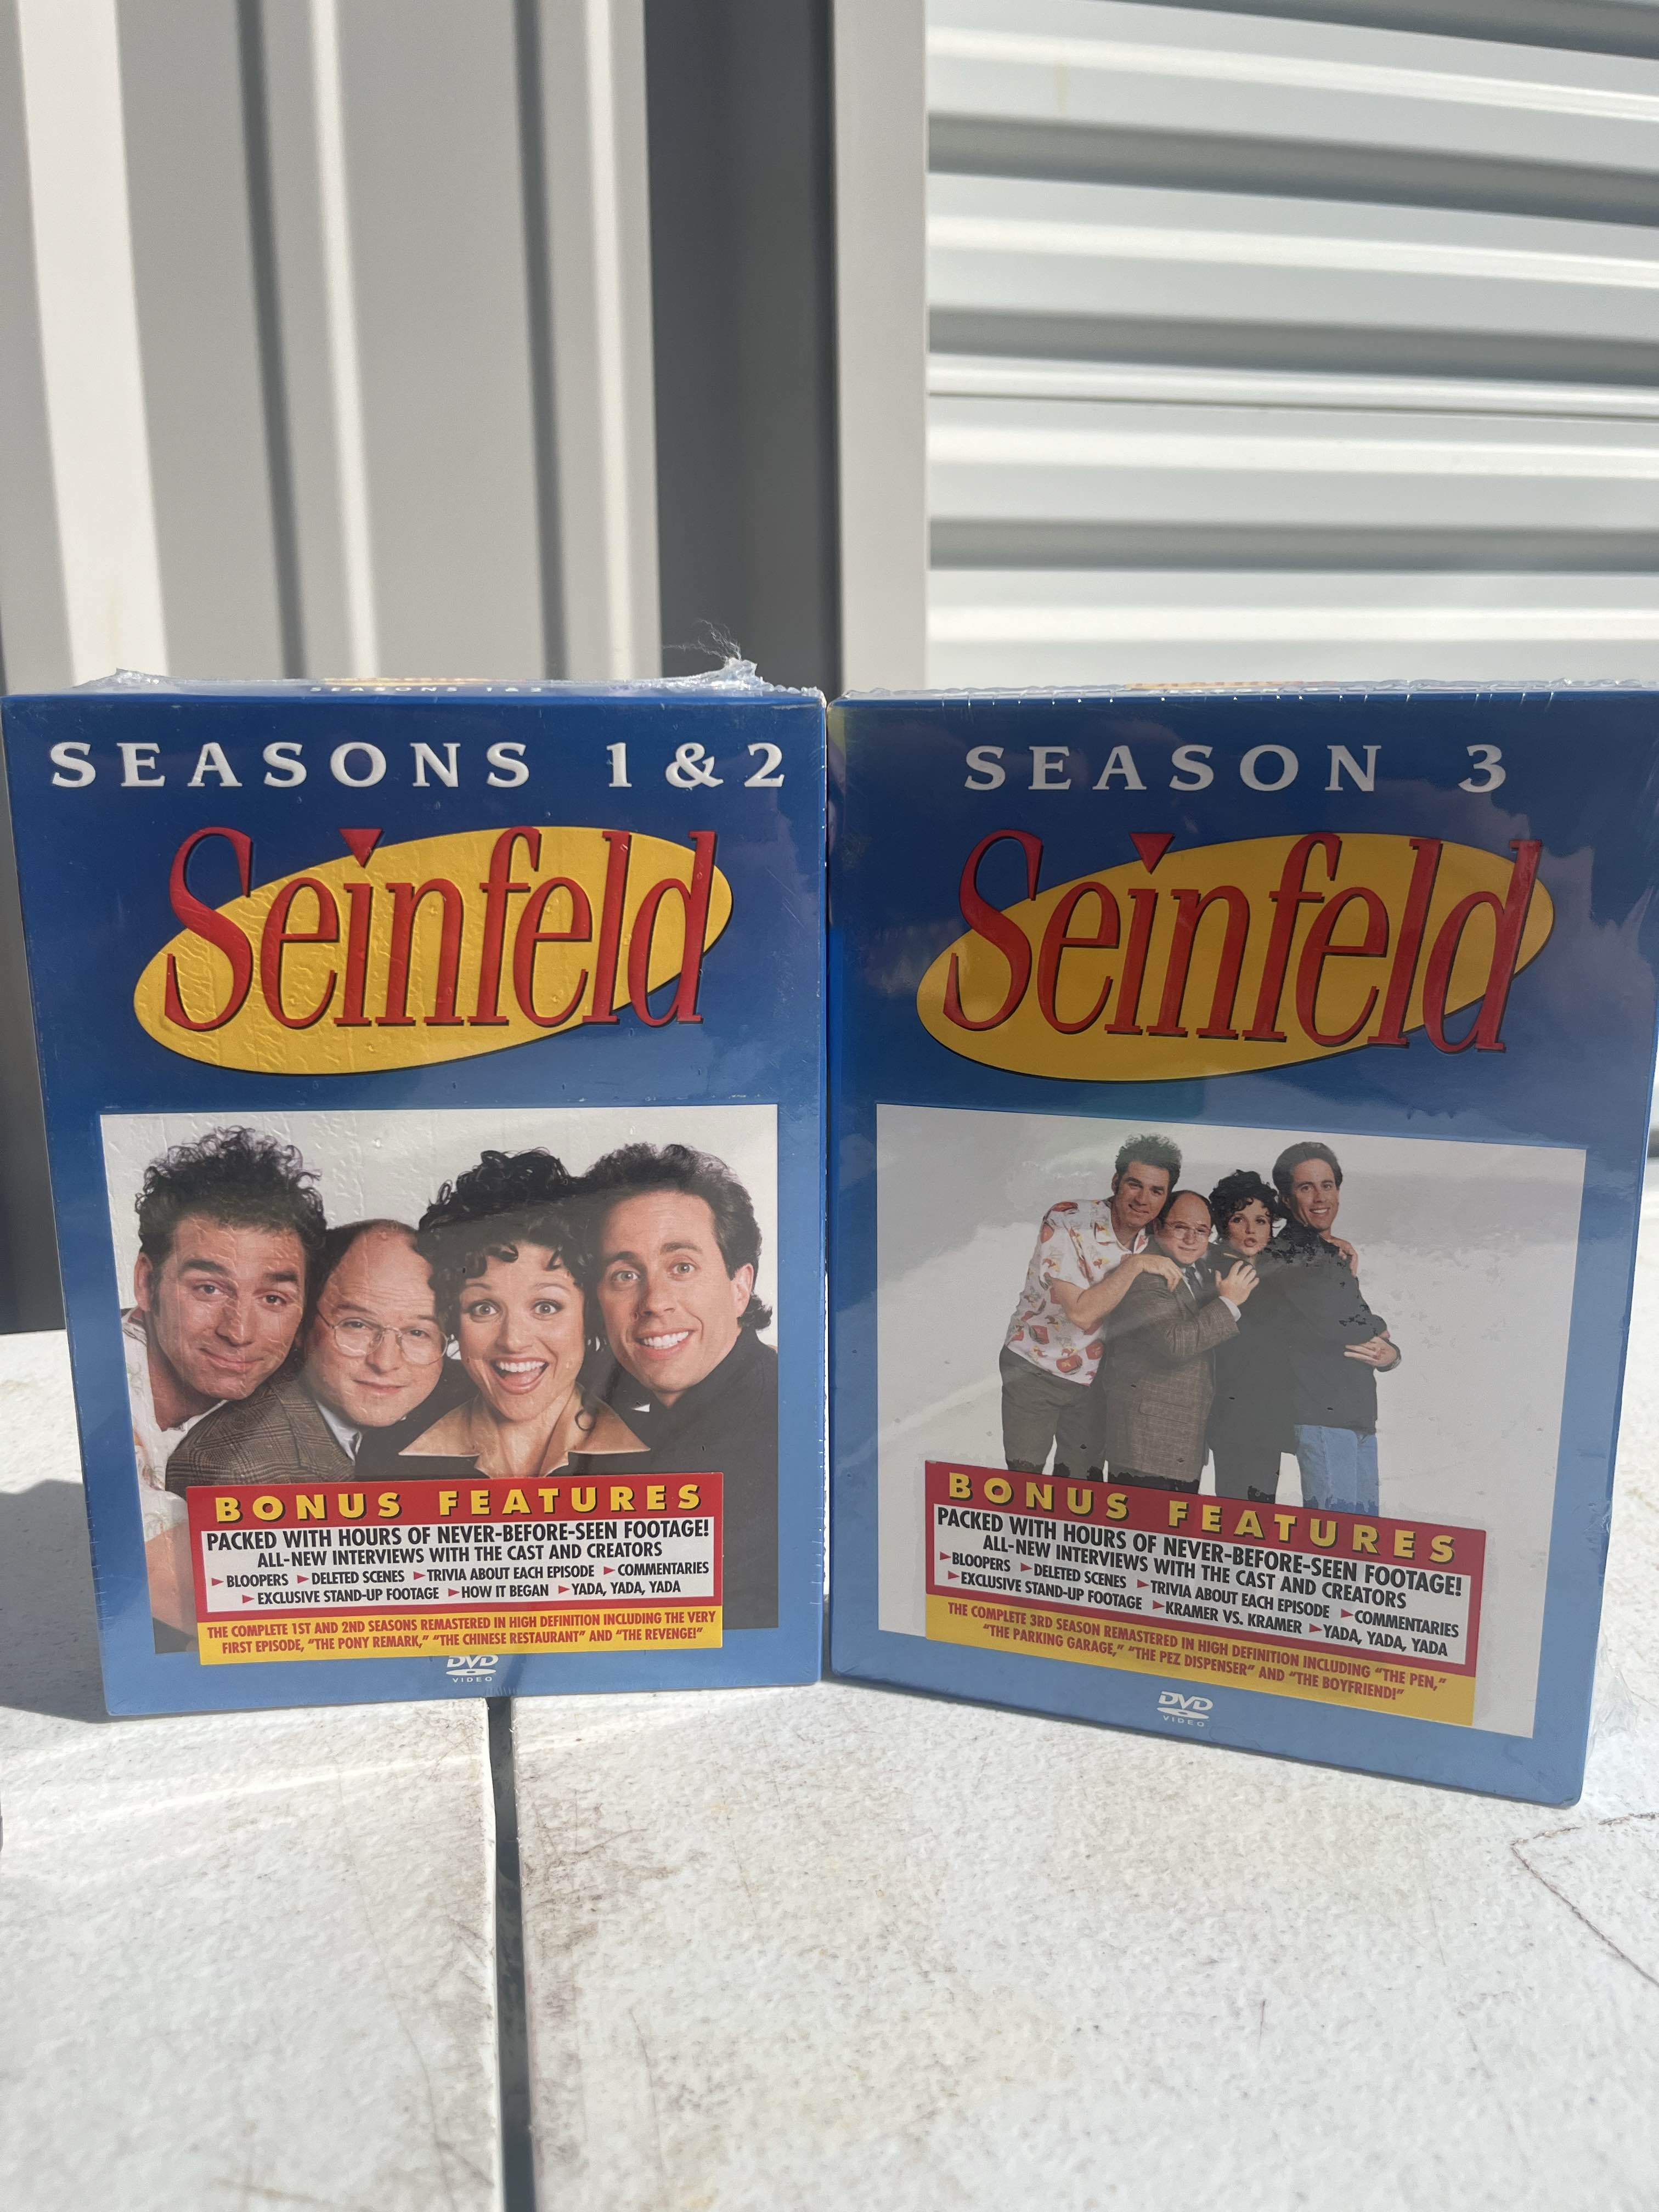 SEASONS 1 & 2
SEASONS 1 & 2
Seinfeld
BONUS FEATURES
PACKED WITH HOURS OF NEVER-BEFORE-SEEN FOOTAGE!
ALL-NEW INTERVIEWS WITH THE CAST AND CREATORS
►BLOOPERS ►DELETED SCENES ►TRIVIA ABOUT EACH EPISODE ►COMMENTARIES
►EXCLUSIVE STAND-UP FOOTAGE ►HOW IT BEGAN ►YADA, YADA, YADA
THE COMPLETE 1ST AND 2ND SEASONS REMASTERED IN HIGH DEFINITION INCLUDING THE VERY
FIRST EPISODE, "THE PONY REMARK," "THE CHINESE RESTAURANT" AND "THE REVENGE!"
DVD
VIDEO
SEASON 3
Seinfeld
BONUS FEATURES
PACKED WITH HOURS OF NEVER-BEFORE-SEEN FOOTAGE!
ALL-NEW INTERVIEWS WITH THE CAST AND CREATORS
►BLOOPERS ►DELETED SCENES ►TRIVIA ABOUT EACH EPISODE ►COMMENTARIES
►EXCLUSIVE STAND-UP FOOTAGE ►KRAMER VS. KRAMER ►YADA, YADA, YADA
THE COMPLETE 3RD SEASON REMASTERED IN HIGH DEFINITION INCLUDING "THE PEN,"
"THE PARKING GARAGE," "THE PEZ DISPENSER" AND "THE BOYFRIEND!"
DVD
VIDEO